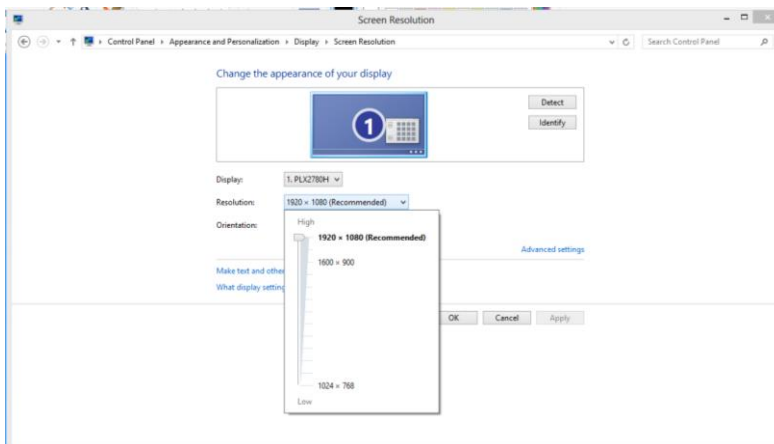 Screen Resolution
Control Panel
Appearance and Personalization
Display
Screen Resolution
Search Control Panel
Change the appearance of your display
1
Detect
Identify
Display:
1. PLX2780H
Resolution:
1920 × 1080 (Recommended)
Orientation:
High
1920 × 1080 (Recommended)
1600 × 900
Advanced settings
Make text and other
What display setting
OK
Cancel
Apply
1024 × 768
Low